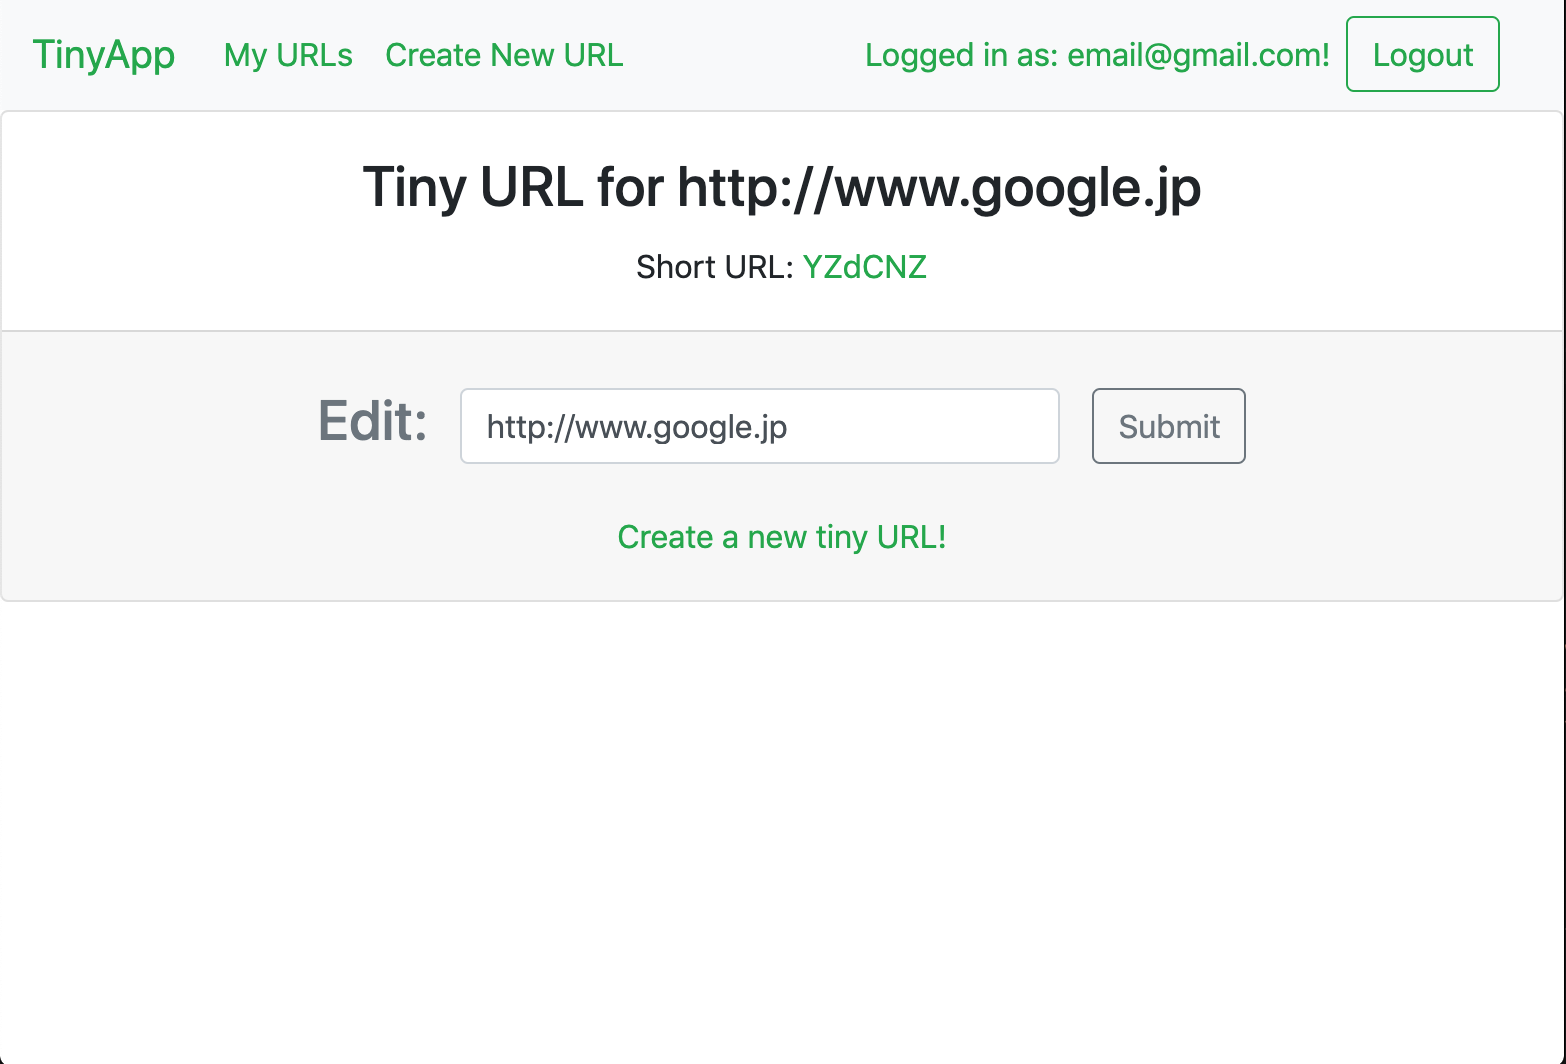 TinyApp My URLs Create New URL Logged in as: email@gmail.com! Logout
Tiny URL for http://www.google.jp
Short URL: YZdCNZ
Edit: http://www.google.jp Submit
Create a new tiny URL!